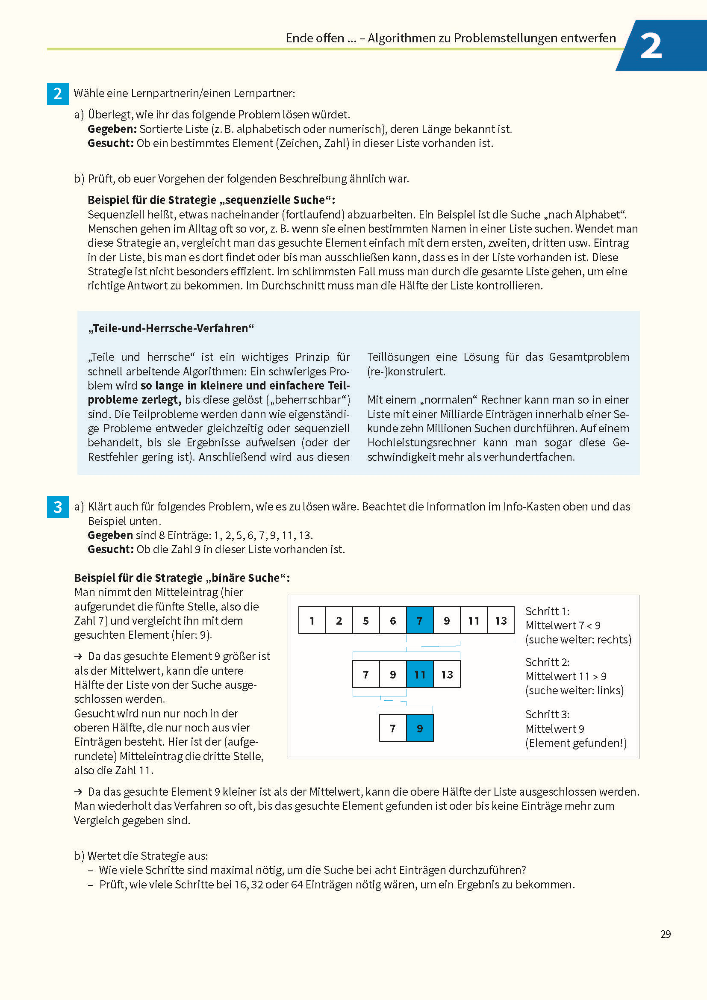 Ende offen ... – Algorithmen zu Problemstellungen entwerfen
2
2
Wähle eine Lernpartnerin/einen Lernpartner:
a) Überlegt, wie ihr das folgende Problem lösen würdet.
Gegeben: Sortierte Liste (z. B. alphabetisch oder numerisch), deren Länge bekannt ist.
Gesucht: Ob ein bestimmtes Element (Zeichen, Zahl) in dieser Liste vorhanden ist.
b) Prüft, ob euer Vorgehen der folgenden Beschreibung ähnlich war.
Beispiel für die Strategie „sequenzielle Suche“:
Sequenziell heißt, etwas nacheinander (fortlaufend) abzuarbeiten. Ein Beispiel ist die Suche „nach Alphabet“.
Menschen gehen im Alltag oft so vor, z. B. wenn sie einen bestimmten Namen in einer Liste suchen. Wendet man
diese Strategie an, vergleicht man das gesuchte Element einfach mit dem ersten, zweiten, dritten usw. Eintrag
in der Liste, bis man es dort findet oder bis man ausschließen kann, dass es in der Liste vorhanden ist. Diese
Strategie ist nicht besonders effizient. Im schlimmsten Fall muss man durch die gesamte Liste gehen, um eine
richtige Antwort zu bekommen. Im Durchschnitt muss man die Hälfte der Liste kontrollieren.
„Teile-und-Herrsche-Verfahren“
„Teile und herrsche“ ist ein wichtiges Prinzip für
schnell arbeitende Algorithmen: Ein schwieriges Pro-
blem wird so lange in kleinere und einfachere Teil-
probleme zerlegt, bis diese gelöst („beherrschbar“)
sind. Die Teilprobleme werden dann wie eigenständi-
ge Probleme entweder gleichzeitig oder sequenziell
behandelt, bis sie Ergebnisse aufweisen (oder der
Restfehler gering ist). Anschließend wird aus diesen
Teillösungen eine Lösung für das Gesamtproblem
(re-)konstruiert.
Mit einem „normalen“ Rechner kann man so in einer
Liste mit einer Milliarde Einträgen innerhalb einer Se-
kunde zehn Millionen Suchen durchführen. Auf einem
Hochleistungsrechner kann man sogar diese Ge-
schwindigkeit mehr als verhundertfachen.
3
a) Klärt auch für folgendes Problem, wie es zu lösen wäre. Beachtet die Information im Info-Kasten oben und das
Beispiel unten.
Gegeben sind 8 Einträge: 1, 2, 5, 6, 7, 9, 11, 13.
Gesucht: Ob die Zahl 9 in dieser Liste vorhanden ist.
Beispiel für die Strategie „binäre Suche“:
Man nimmt den Mitteleintrag (hier
aufgerundet die fünfte Stelle, also die
Zahl 7) und vergleicht ihn mit dem
gesuchten Element (hier: 9).
→ Da das gesuchte Element 9 größer ist
als der Mittelwert, kann die untere
Hälfte der Liste von der Suche ausge-
schlossen werden.
Gesucht wird nun nur noch in der
oberen Hälfte, die nur noch aus vier
Einträgen besteht. Hier ist der (aufge-
rundete) Mitteleintrag die dritte Stelle,
also die Zahl 11.
1 2 5 6 7 9 11 13
Schritt 1:
Mittelwert 7 < 9
(suche weiter: rechts)
7 9 11 13
Schritt 2:
Mittelwert 11 > 9
(suche weiter: links)
7 9
Schritt 3:
Mittelwert 9
(Element gefunden!)
→ Da das gesuchte Element 9 kleiner ist als der Mittelwert, kann die obere Hälfte der Liste ausgeschlossen werden.
Man wiederholt das Verfahren so oft, bis das gesuchte Element gefunden ist oder bis keine Einträge mehr zum
Vergleich gegeben sind.
b) Wertet die Strategie aus:
– Wie viele Schritte sind maximal nötig, um die Suche bei acht Einträgen durchzuführen?
– Prüft, wie viele Schritte bei 16, 32 oder 64 Einträgen nötig wären, um ein Ergebnis zu bekommen.
29